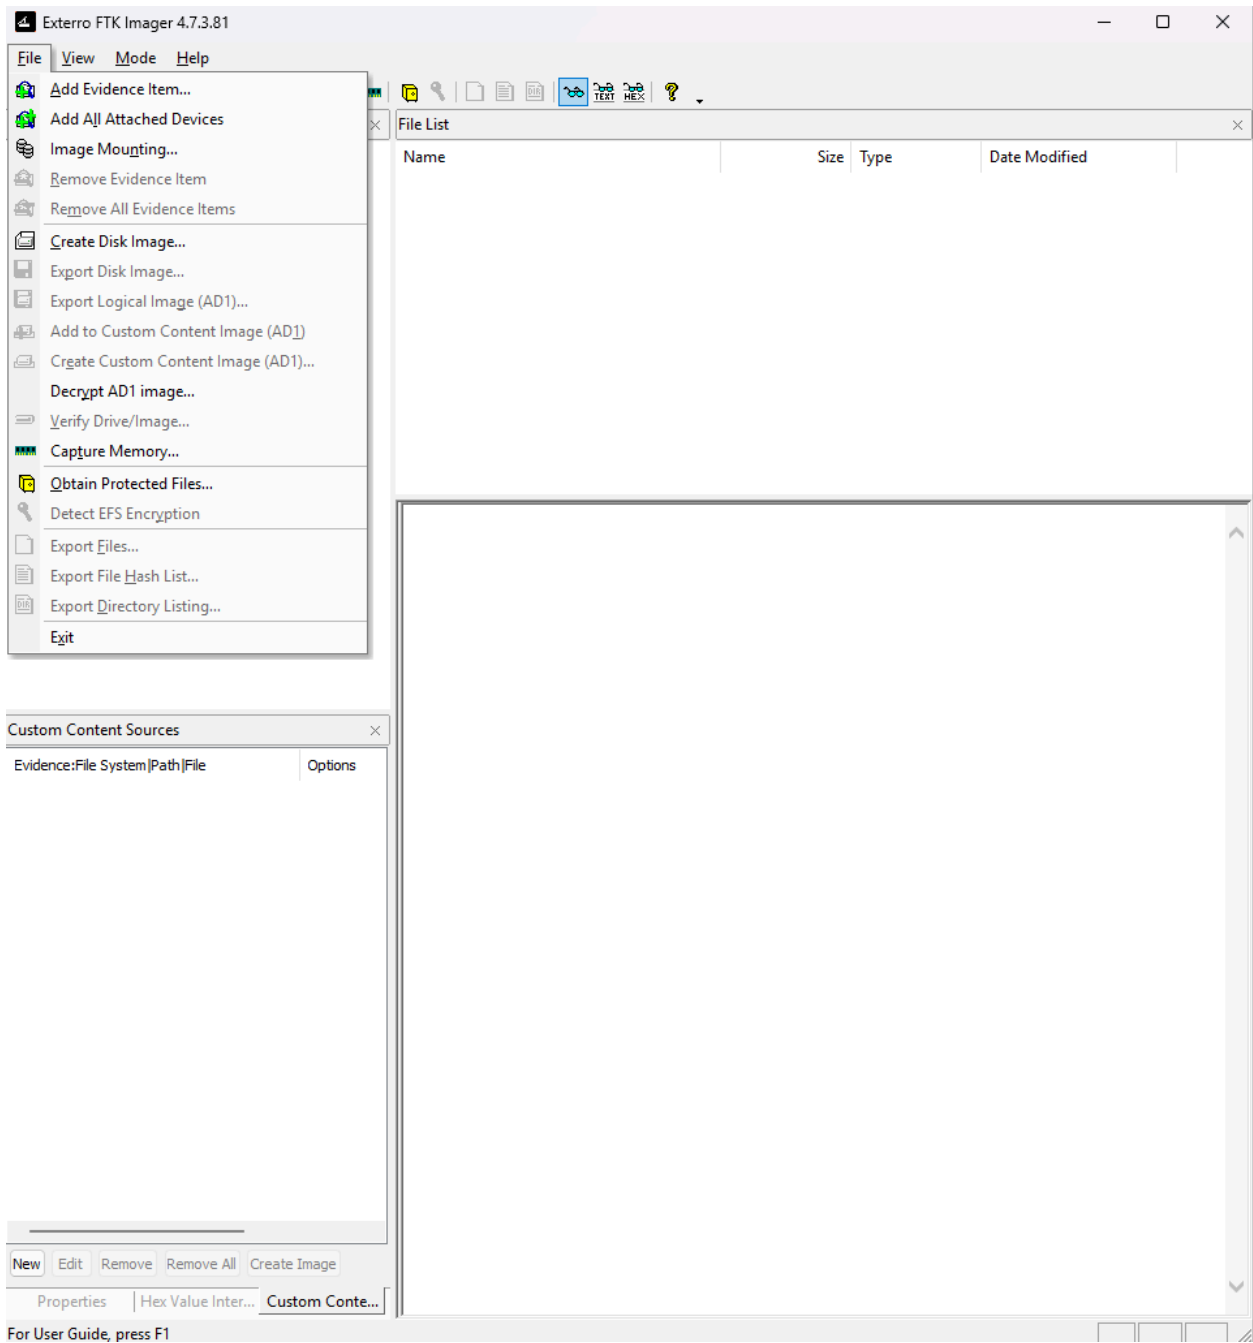 Exterro FTK Imager 4.7.3.81
File View Mode Help
Add Evidence Item...
Add All Attached Devices
Image Mounting...
Remove Evidence Item
Remove All Evidence Items
Create Disk Image...
Export Disk Image...
Export Logical Image (AD1)...
Add to Custom Content Image (AD1)
Create Custom Content Image (AD1)...
Decrypt AD1 image...
Verify Drive/Image...
Capture Memory...
Obtain Protected Files...
Detect EFS Encryption
Export Files...
Export File Hash List...
DIR Export Directory Listing...
Exit
DIR TEXT HEX ?
File List
Name Size Type Date Modified
Custom Content Sources
Evidence:File System|Path|File Options
New Edit Remove Remove All Create Image
Properties Hex Value Inter... Custom Conte...
For User Guide, press F1